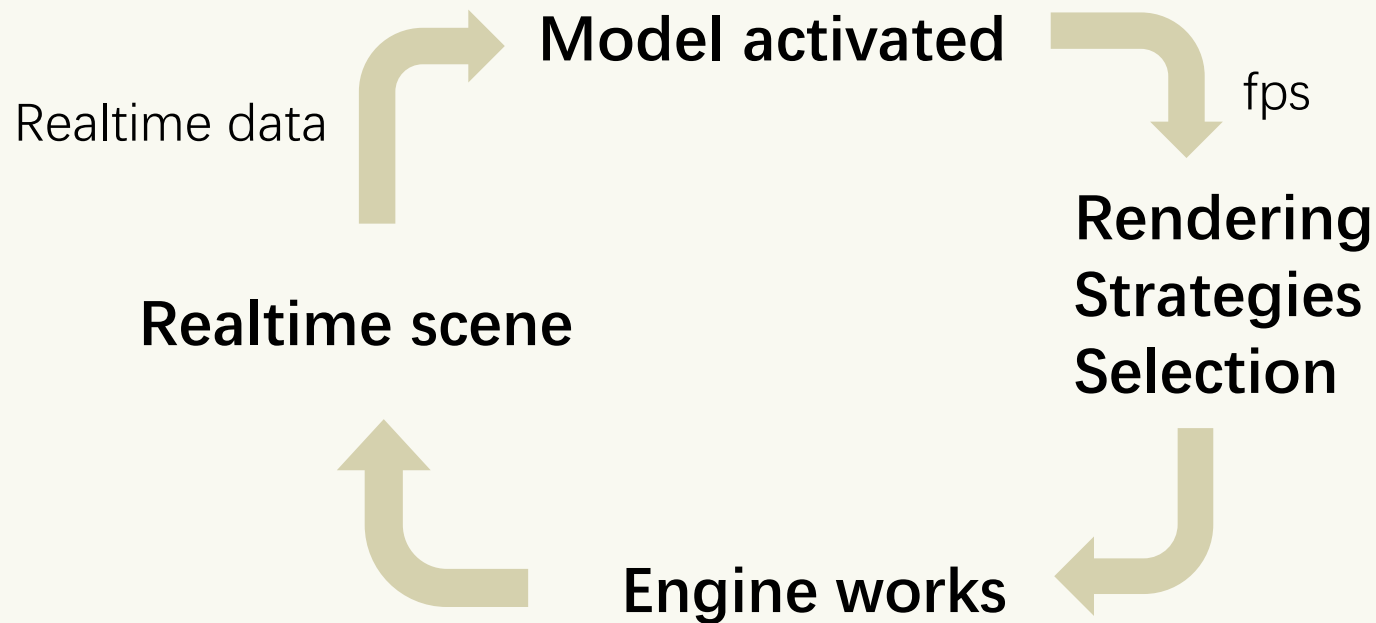 Model activated
Realtime data
fps
Rendering
Strategies
Selection
Realtime scene
Engine works